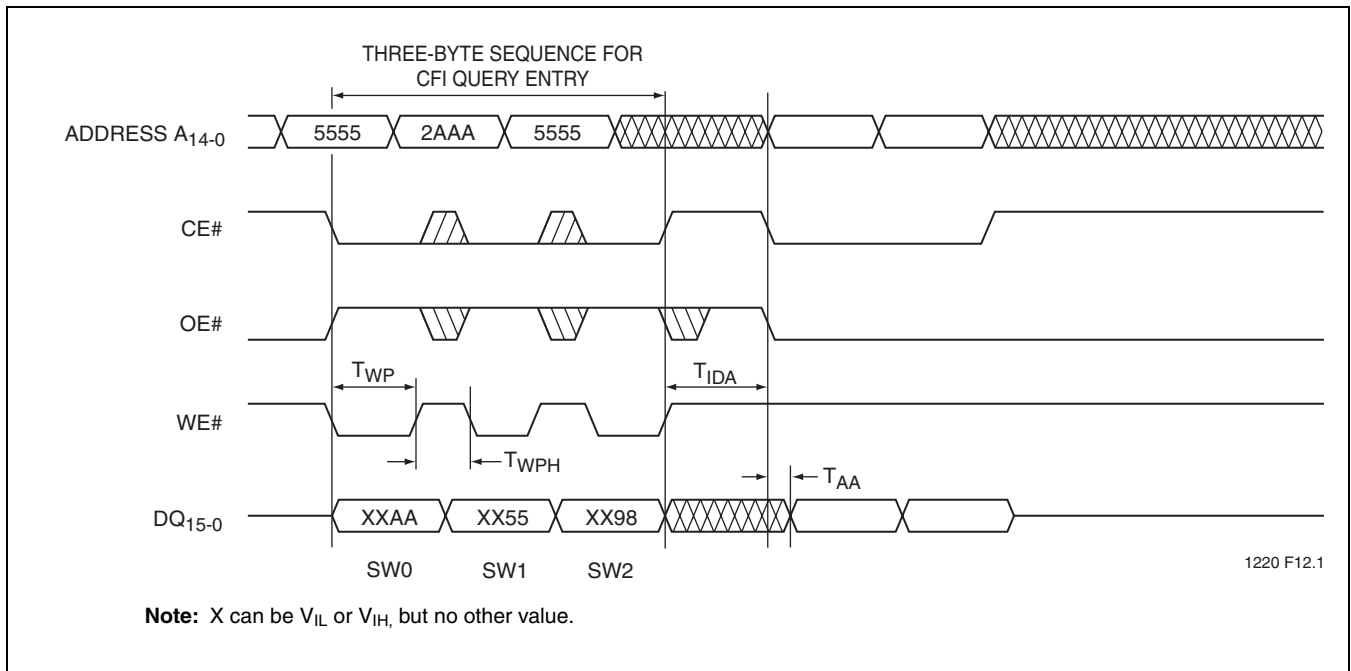 THREE-BYTE SEQUENCE FOR
CFI QUERY ENTRY
ADDRESS A14-0
5555 2AAA 5555
CE#
OE#
TWP TIDA
WE#
TWPH
TAA
DQ15-0
XXAA XX55 XX98
SW0 SW1 SW2
1220 F12.1
Note: X can be VIL or VIH, but no other value.